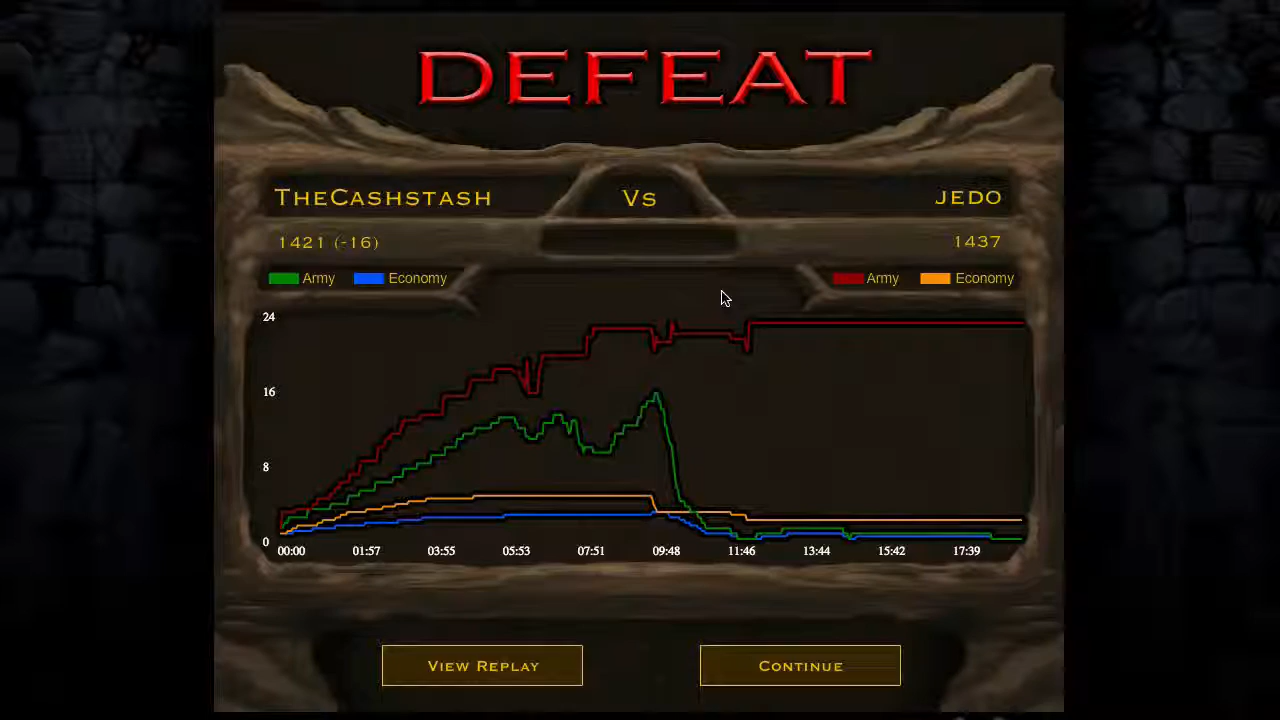 DEFEAT
THECASHSTASH Vs JEDO
1421 (-16) 1437
Army Economy Army Economy
24
16
8
0
00:00 01:57 03:55 05:53 07:51 09:48 11:46 13:44 15:42 17:39
VIEW REPLAY CONTINUE